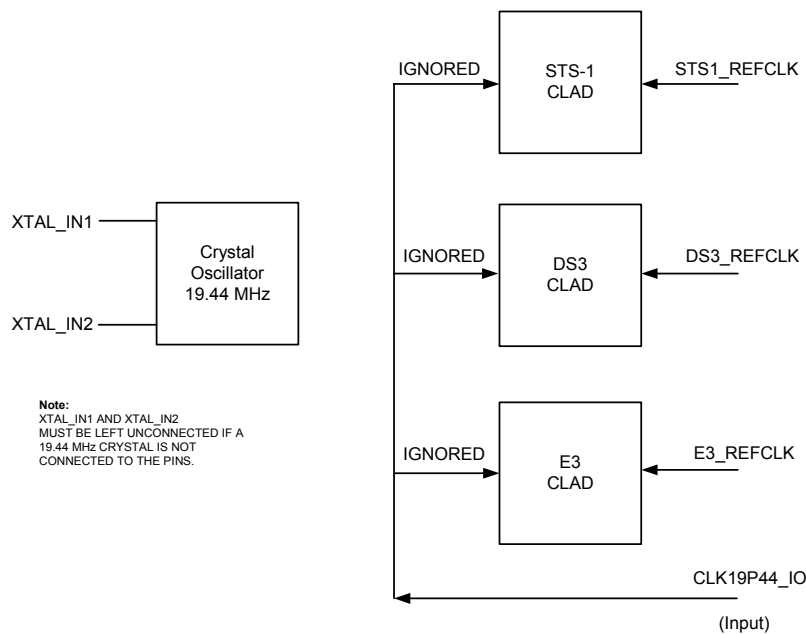 IGNORED
STS-1
CLAD
STS1_REFCLK
XTAL_IN1
XTAL_IN2
Crystal
Oscillator
19.44 MHz
IGNORED
DS3
CLAD
DS3_REFCLK
Note:
XTAL_IN1 AND XTAL_IN2
MUST BE LEFT UNCONNECTED IF A
19.44 MHz CRYSTAL IS NOT
CONNECTED TO THE PINS.
IGNORED
E3
CLAD
E3_REFCLK
CLK19P44_IO
(Input)